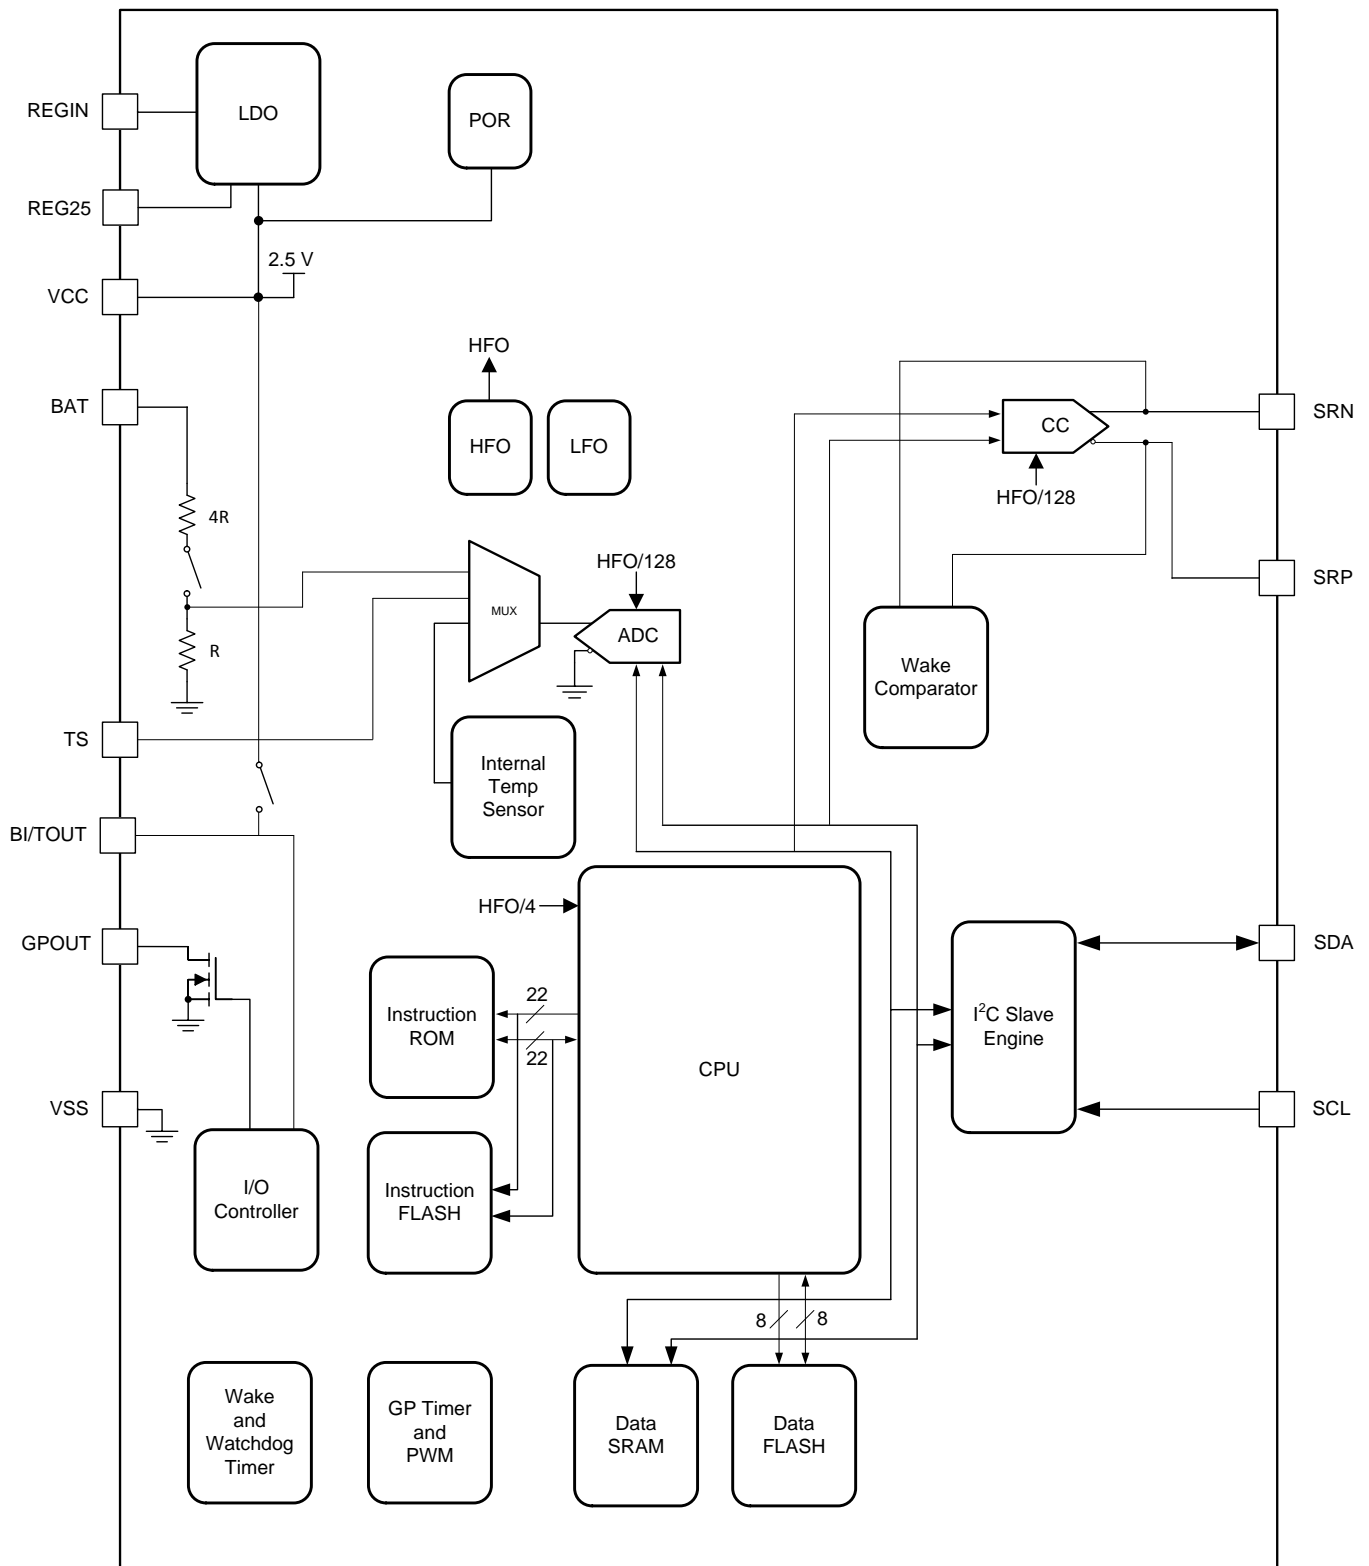 REGIN
LDO
POR
REG25
2.5 V
VCC
HFO
BAT
HFO
LFO
CC
SRN
HFO/128
4R
HFO/128
SRP
MUX
ADC
R
Wake
Comparator
TS
Internal
Temp
Sensor
BI/TOUT
HFO/4
GPOUT
SDA
22
Instruction
ROM
22
I²C Slave
Engine
CPU
VSS
SCL
I/O
Controller
Instruction
FLASH
8
8
Wake
and
Watchdog
Timer
GP Timer
and
PWM
Data
SRAM
Data
FLASH